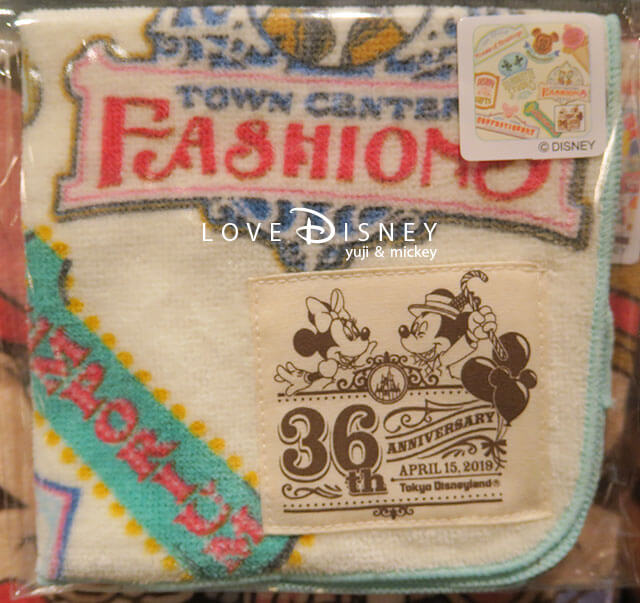 TOWN CENTER
FASHIONS
© DISNEY
LOVE DISNEY
yuji & mickey
36th
ANNIVERSARY
APRIL 15, 2019
Tokyo Disneyland®